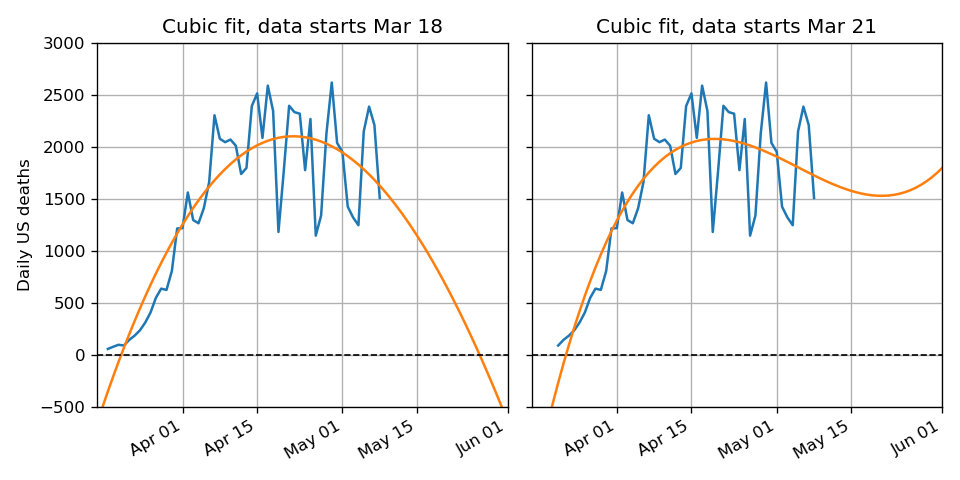 Cubic fit, data starts Mar 18
Cubic fit, data starts Mar 21
Daily US deaths
3000
2500
2000
1500
1000
500
0
−500
Apr 01
Apr 15
May 01
May 15
Jun 01
Apr 01
Apr 15
May 01
May 15
Jun 01